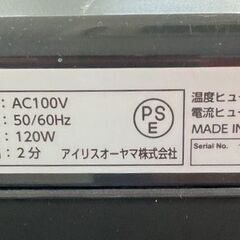 : AC100V
: 50/60Hz
: 120W
: 2分
アイリスオーヤマ株式会社
PS
E
温度ヒュー
電流ヒュー
MADE IN
Serial No.